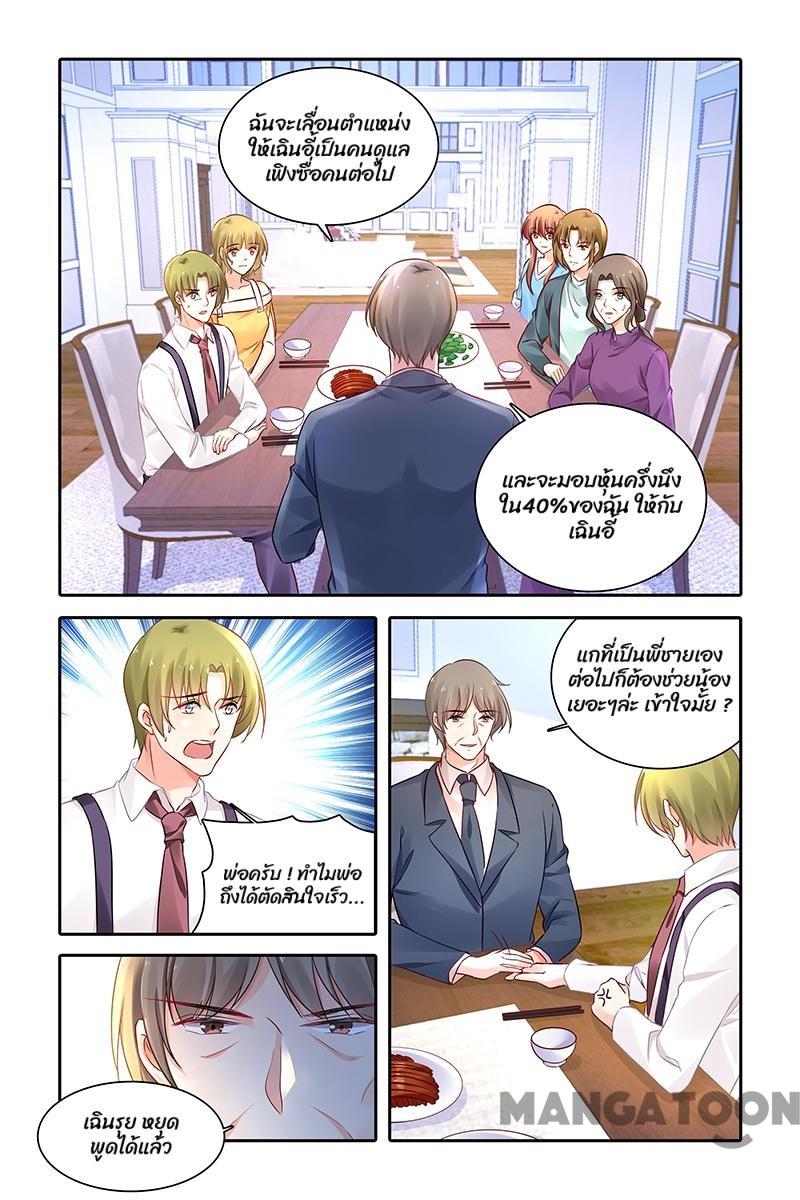 ฉันจะเลื่อนตำแหน่ง
ให้เฉินอี้เป็นคนดูแล
เฟิงซื่อคนต่อไป
และจะมอบหุ้นครึ่งนึง
ใน40%ของฉัน ให้กับ
เฉินอี้
พ่อครับ ! ทำไมพ่อ
ถึงได้ตัดสินใจเร็ว...
แกที่เป็นพี่ชายเอง
ต่อไปก็ต้องช่วยน้อง
เยอะๆล่ะ เข้าใจมั้ย ?
เฉินรุย หยุด
พูดได้แล้ว
MANGATOON